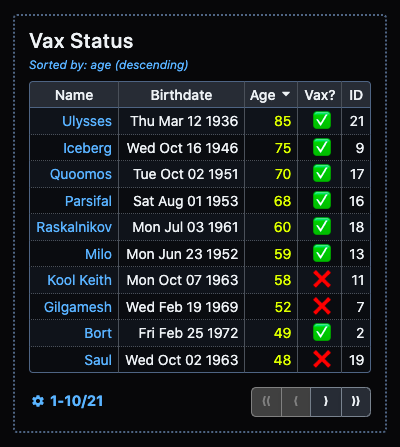 Vax Status
Sorted by: age (descending)
Name Birthdate Age Vax? ID
Ulysses Thu Mar 12 1936 85 ✅ 21
Iceberg Wed Oct 16 1946 75 ✅ 9
Quoomos Tue Oct 02 1951 70 ✅ 17
Parsifal Sat Aug 01 1953 68 ✅ 16
Raskalnikov Mon Jul 03 1961 60 ✅ 18
Milo Mon Jun 23 1952 59 ✅ 13
Kool Keith Mon Oct 07 1963 58 ❌ 11
Gilgamesh Wed Feb 19 1969 52 ❌ 7
Bort Fri Feb 25 1972 49 ✅ 2
Saul Wed Oct 02 1963 48 ❌ 19
1-10/21 ⟨⟨ ⟨ ⟩ ⟩⟩